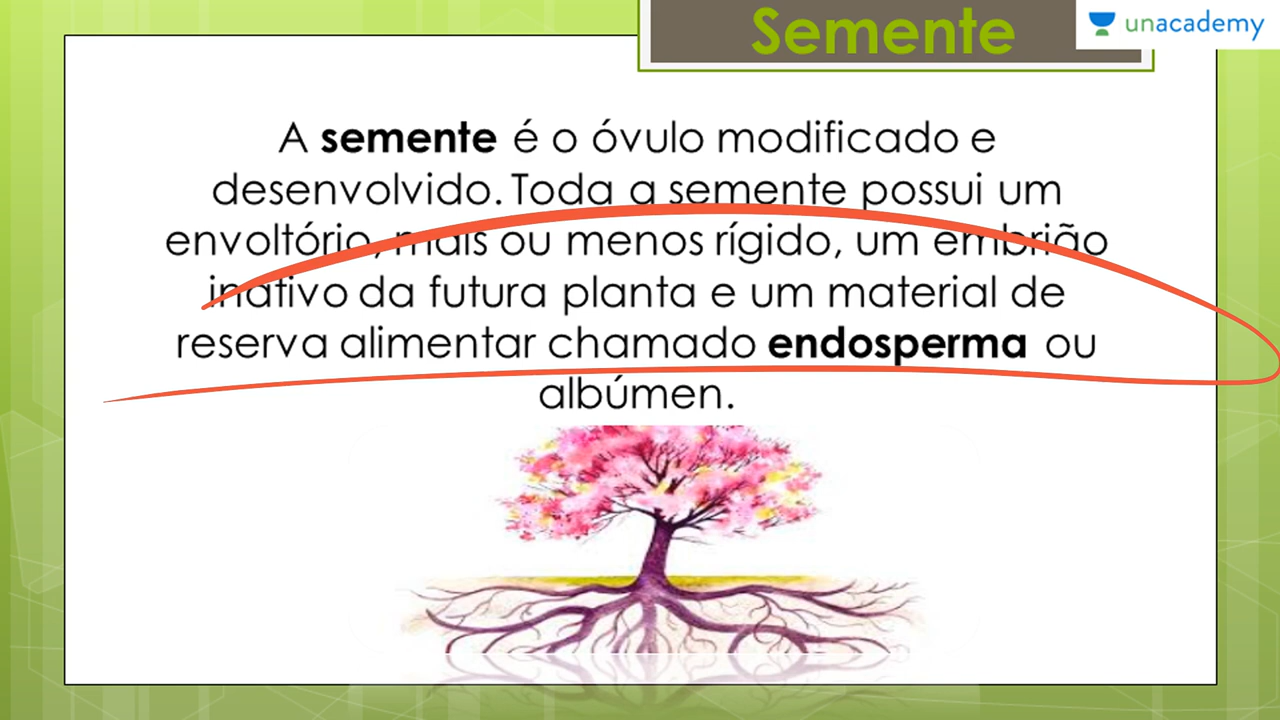 Semente
unacademy
A semente é o óvulo modificado e
desenvolvido. Toda a semente possui um
envoltório, mais ou menos rígido, um embrião
inativo da futura planta e um material de
reserva alimentar chamado endosperma ou
albúmen.